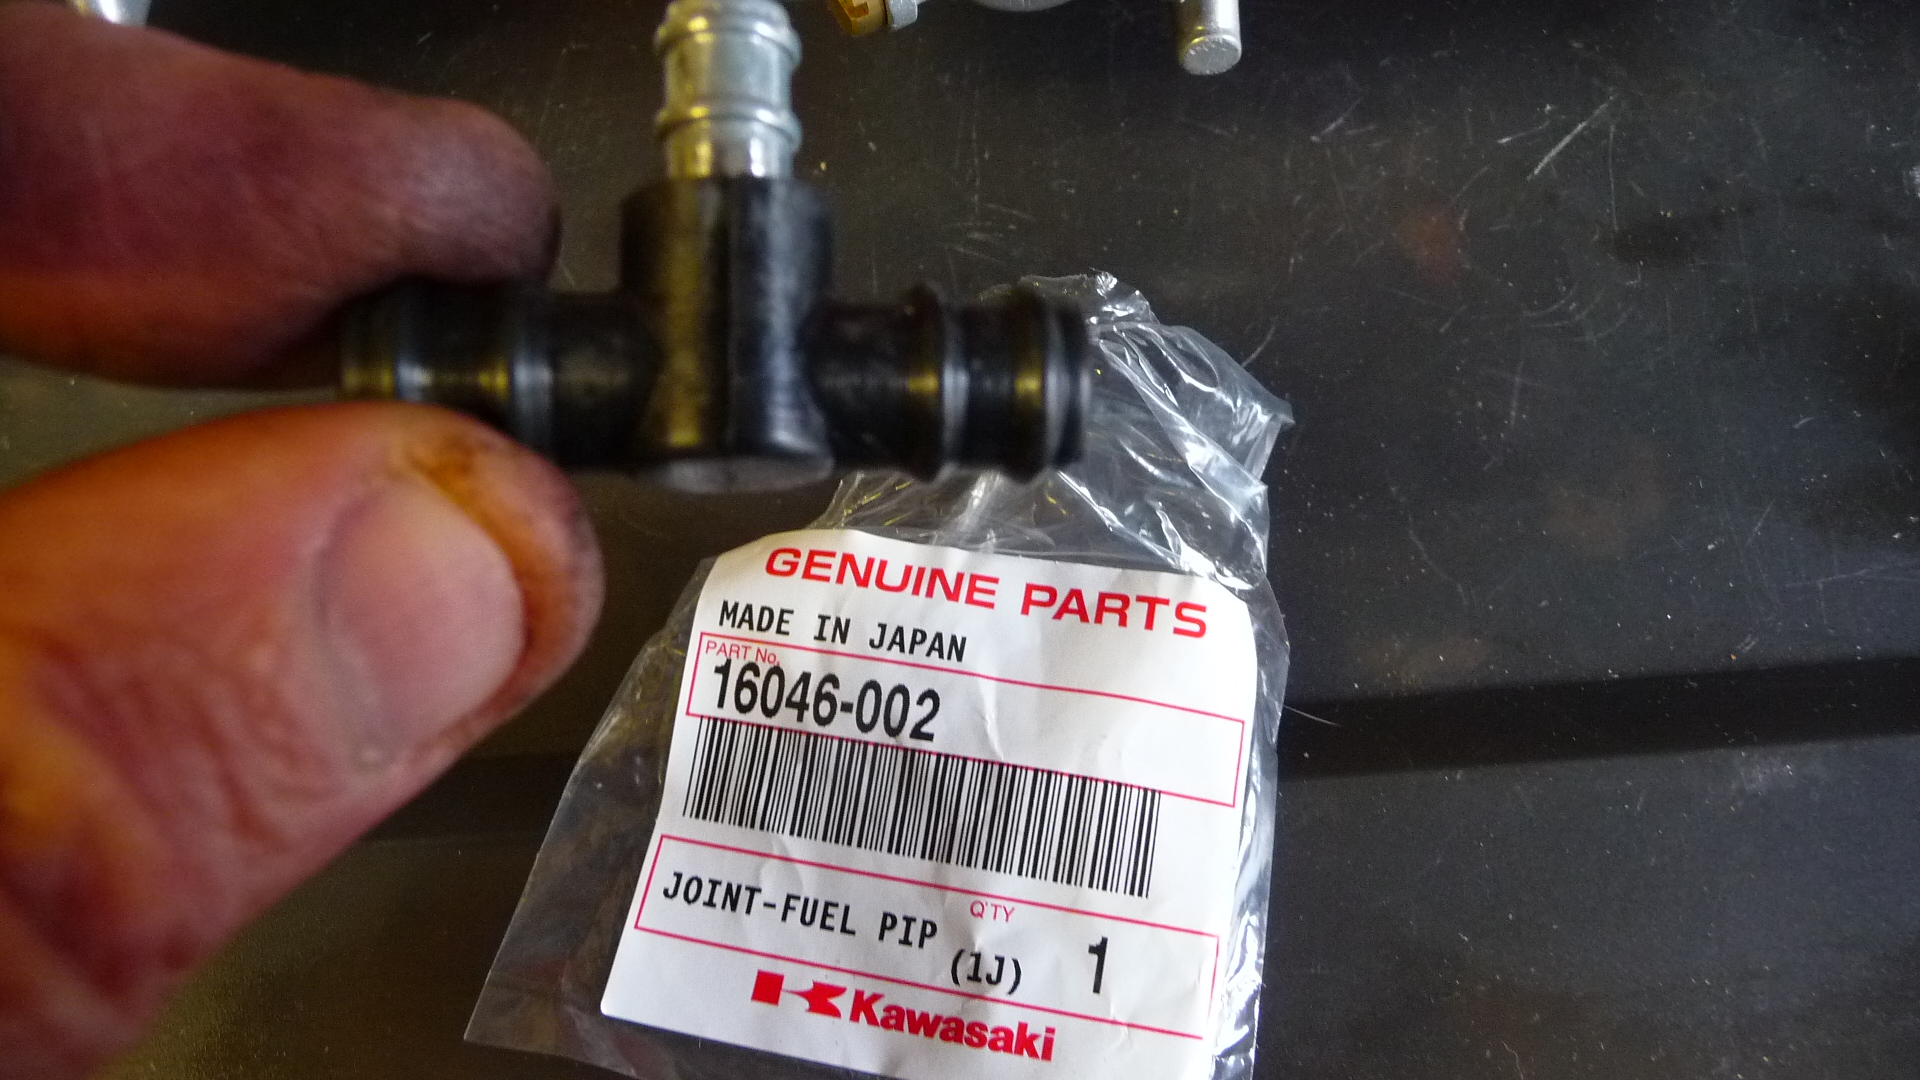 GENUINE PARTS
MADE IN JAPAN
PART No.
16046-002
JOINT-FUEL PIP
Q'TY
(1J) 1
Kawasaki